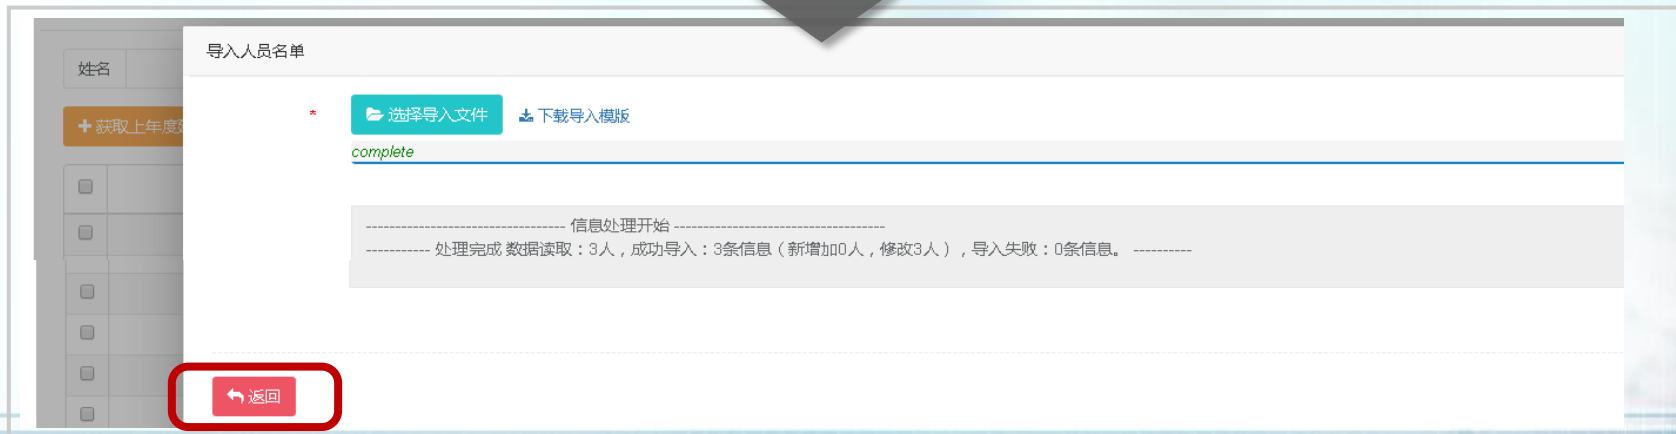 导入人员名单
姓名
选择导入文件 下载导入模版
获取上年度
complete
---------------------------------- 信息处理开始 ------------------------------------
----------- 处理完成 数据读取：3人，成功导入：3条信息（新增加0人，修改3人），导入失败：0条信息。 ----------
返回